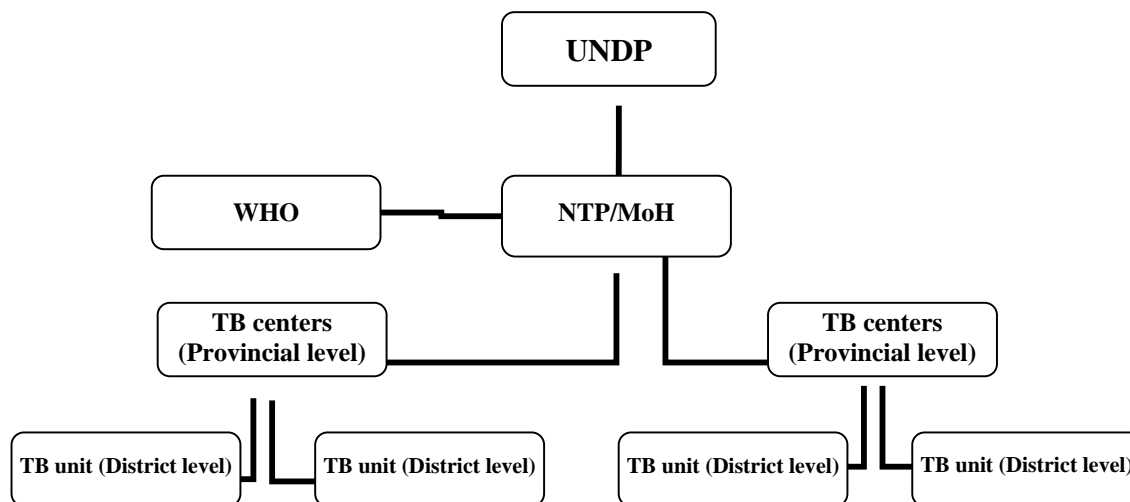 UNDP
WHO
NTP/MoH
TB centers
(Provincial level)
TB centers
(Provincial level)
TB unit (District level)
TB unit (District level)
TB unit (District level)
TB unit (District level)